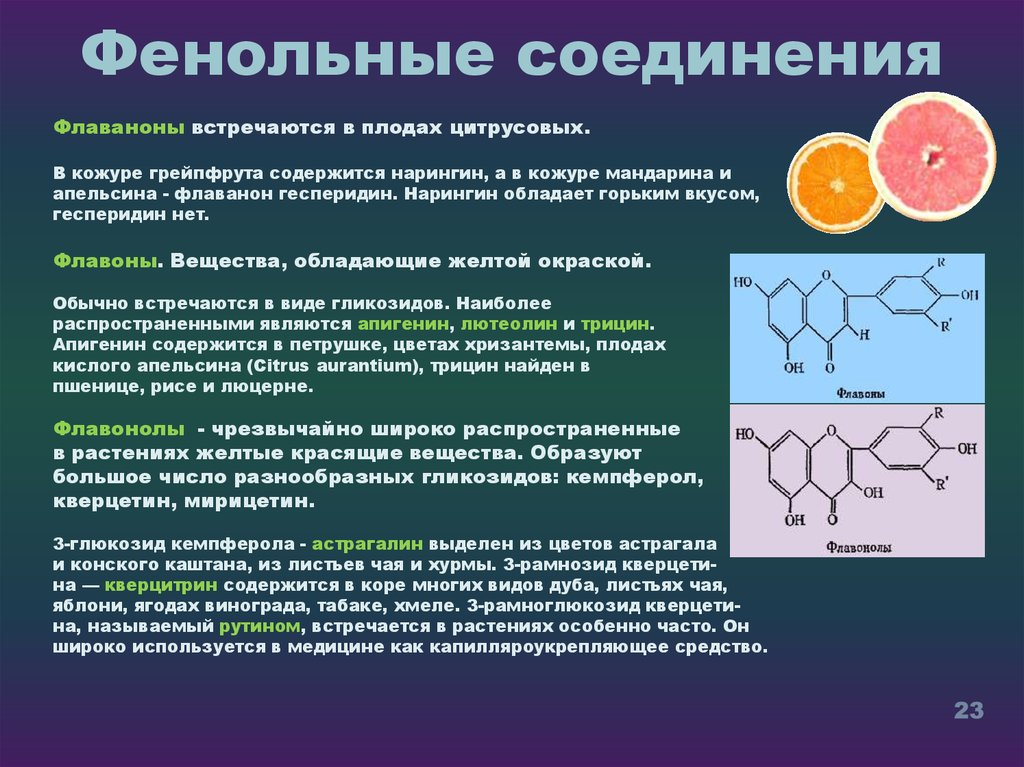 Фенольные соединения
Флаваноны встречаются в плодах цитрусовых.
В кожуре грейпфрута содержится нарингин, а в кожуре мандарина и
апельсина - флаванон гесперидин. Нарингин обладает горьким вкусом,
гесперидин нет.
Флавоны. Вещества, обладающие желтой окраской.
Обычно встречаются в виде гликозидов. Наиболее
распространенными являются апигенин, лютеолин и трицин.
Апигенин содержится в петрушке, цветах хризантемы, плодах
кислого апельсина (Citrus aurantium), трицин найден в
пшенице, рисе и люцерне.
HO
O
R
OH
R'
H
OH
O
Флавоны
Флавонолы - чрезвычайно широко распространенные
в растениях желтые красящие вещества. Образуют
большое число разнообразных гликозидов: кемпферол,
кверцетин, мирицетин.
HO
O
R
OH
R'
OH
OH
O
Флавонолы
3-глюкозид кемпферола - астрагалин выделен из цветов астрагала
и конского каштана, из листьев чая и хурмы. 3-рамнозид кверцети-
на — кверцитрин содержится в коре многих видов дуба, листьях чая,
яблони, ягодах винограда, табаке, хмеле. 3-рамноглюкозид кверцети-
на, называемый рутином, встречается в растениях особенно часто. Он
широко используется в медицине как капилляроукрепляющее средство.
23